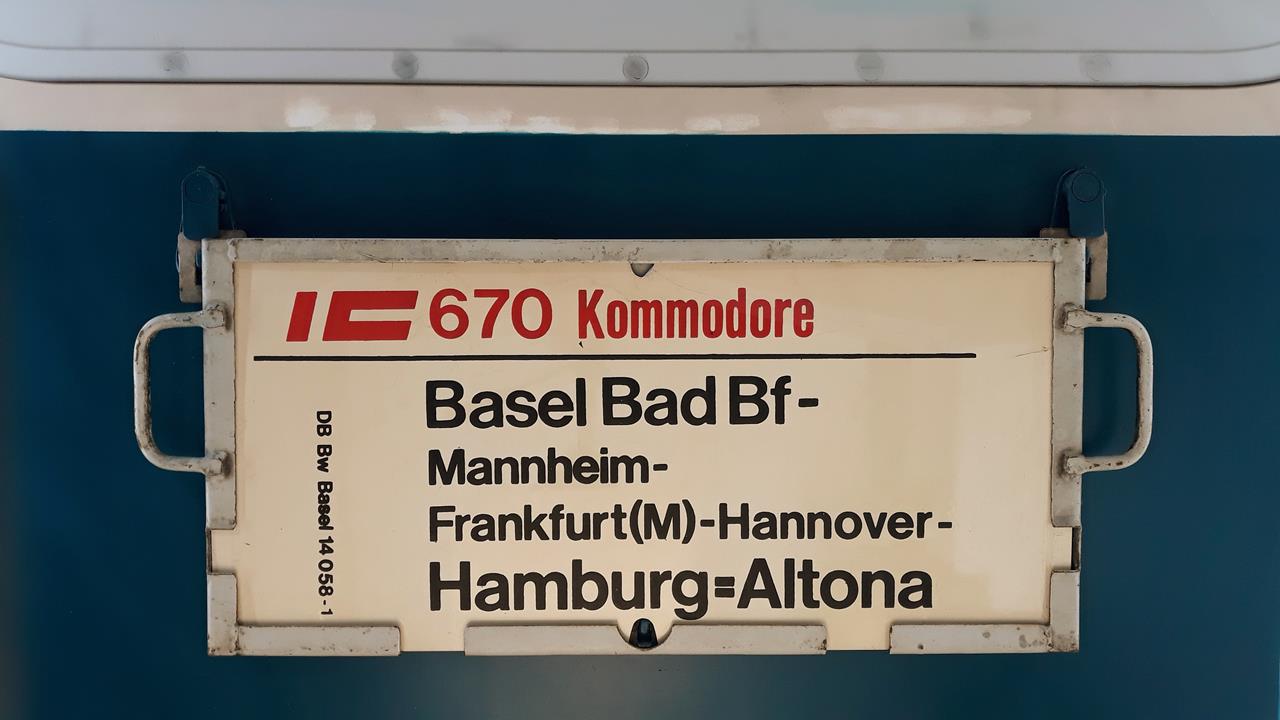 IC 670 Kommodore
Basel Bad Bf-
Mannheim-
Frankfurt(M)-Hannover-
Hamburg=Altona
DB Bw Basel 14 058-1